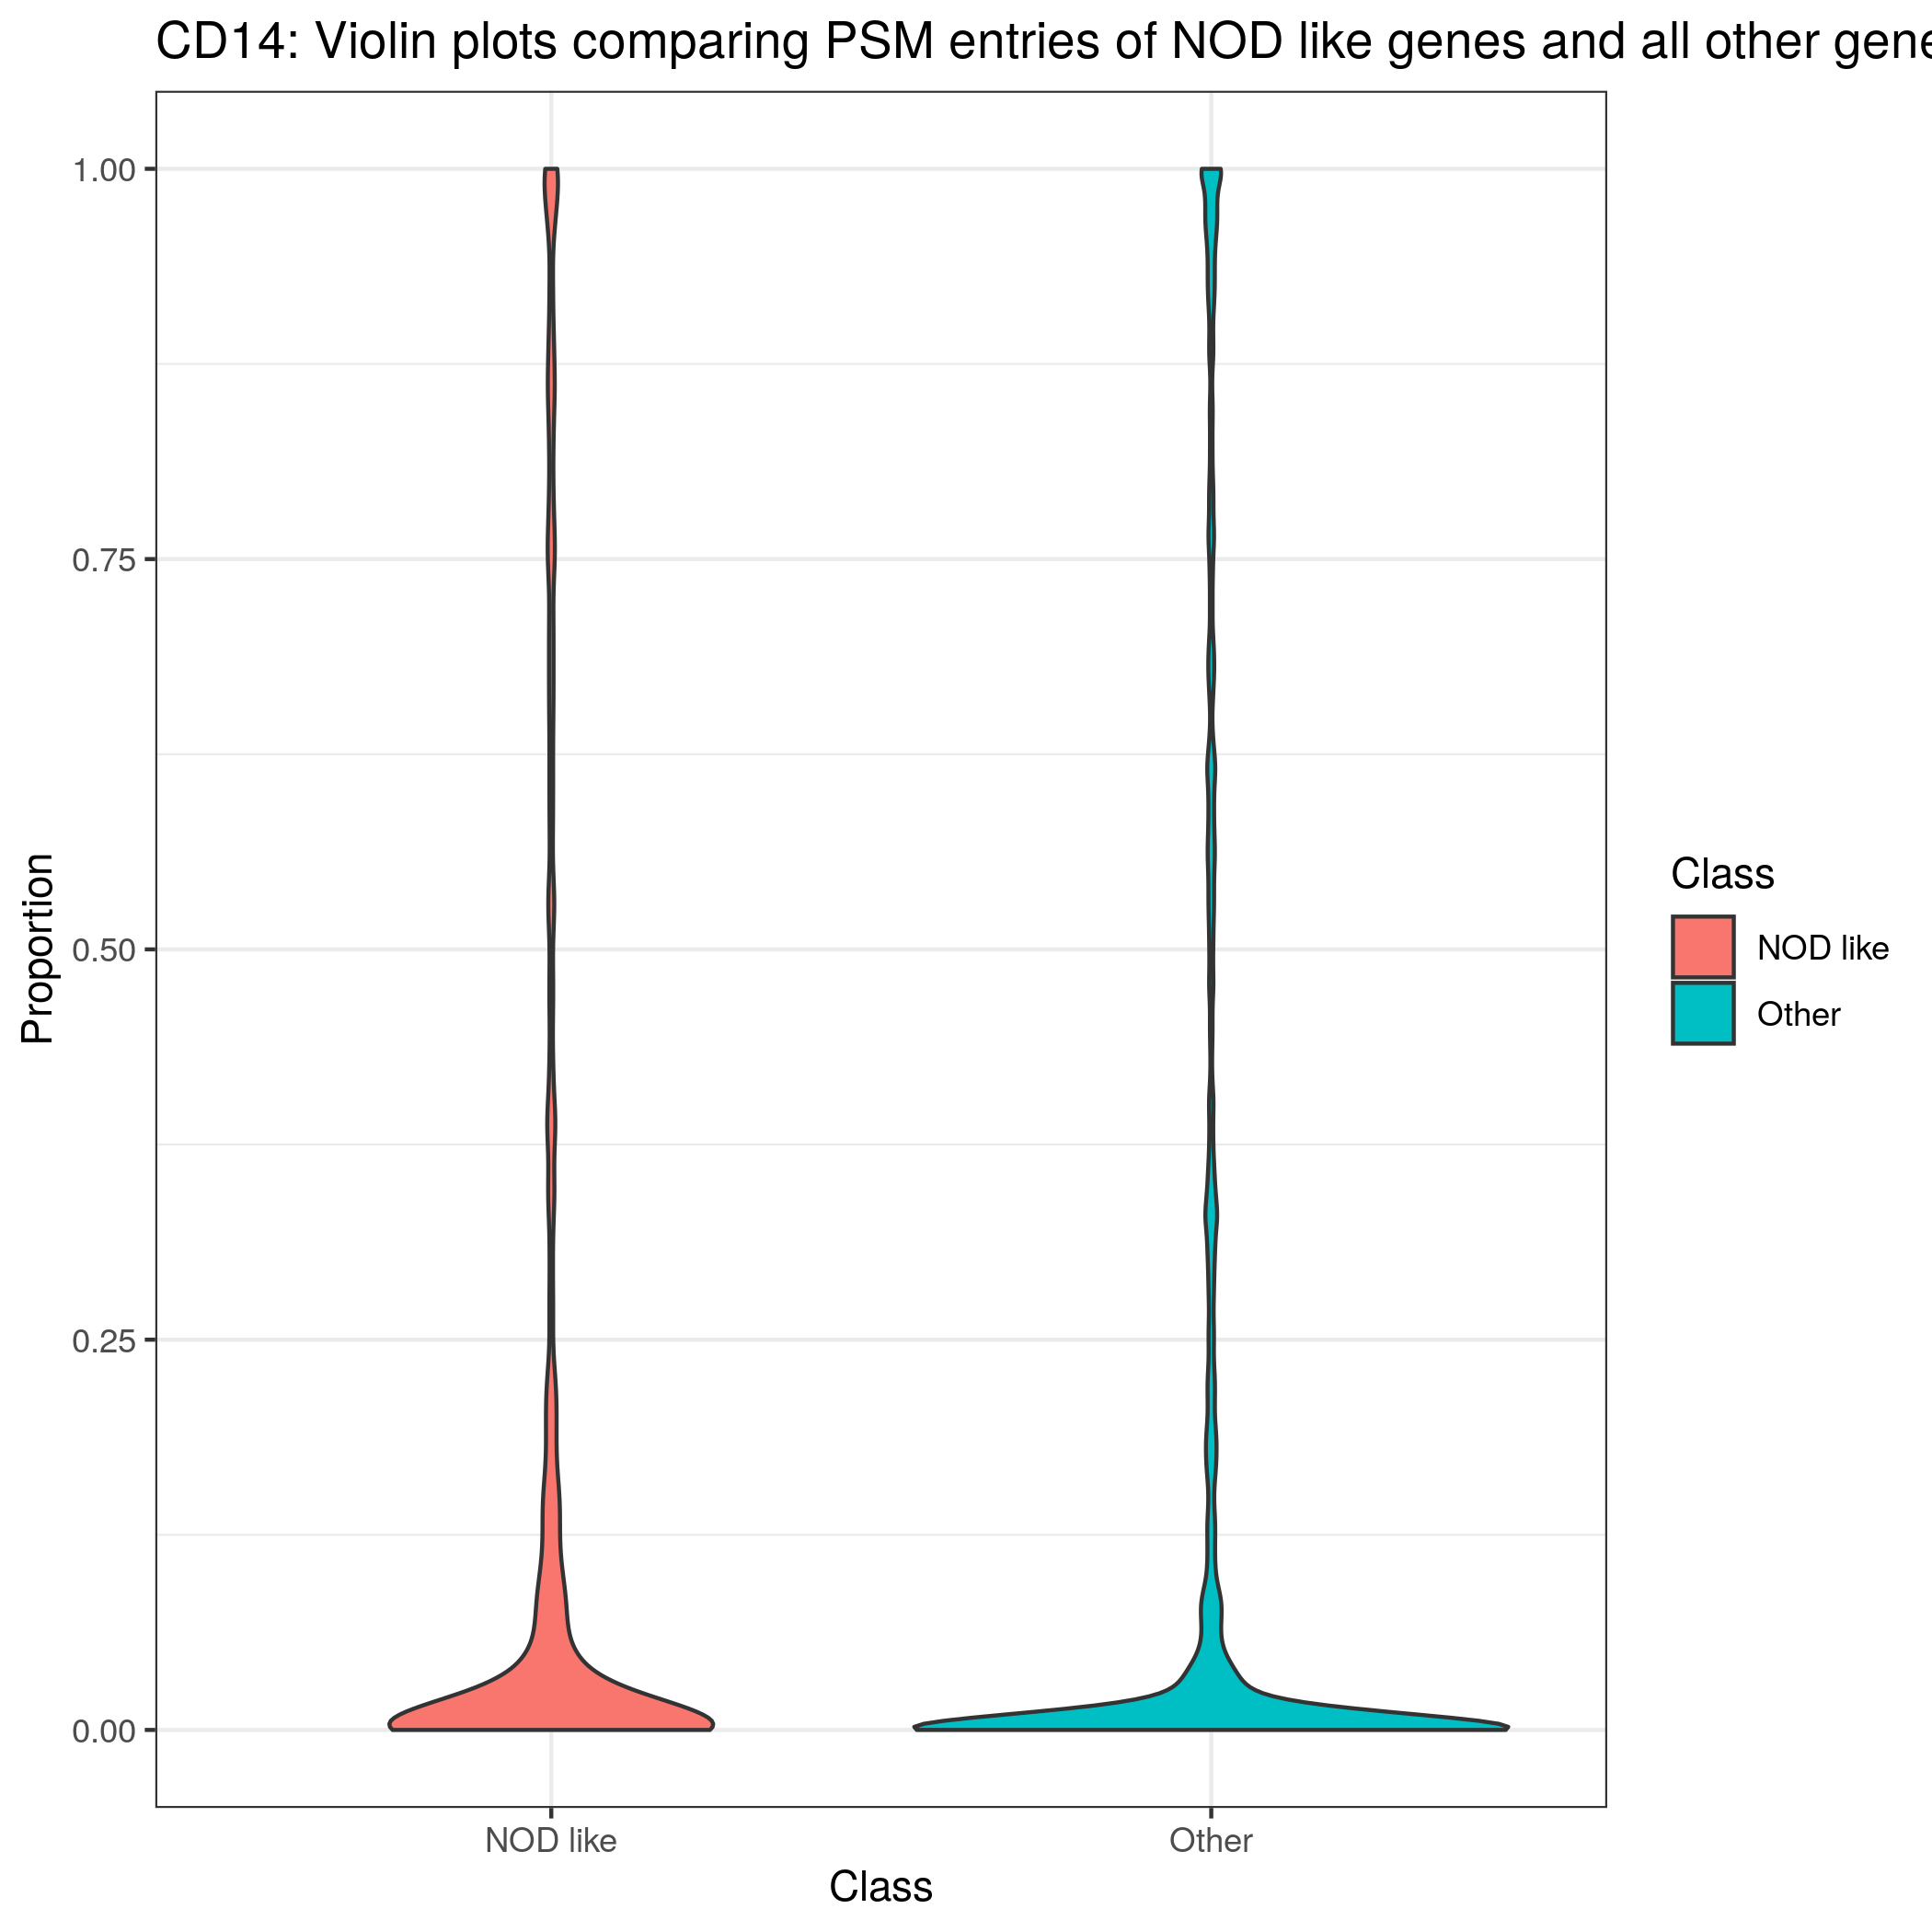 CD14: Violin plots comparing PSM entries of NOD like genes and all other gene
1.00
0.75
0.50
0.25
0.00
Proportion
NOD like
Other
Class
Class
NOD like
Other